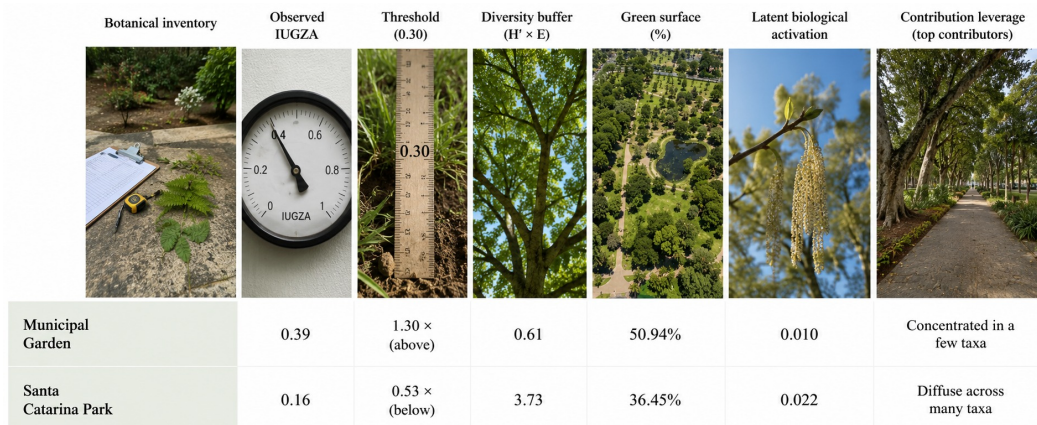 Botanical inventory
Observed
IUGZA
Threshold
(0.30)
Diversity buffer
(H' × E)
Green surface
(%)
Latent biological
activation
Contribution leverage
(top contributors)
0.4
0.6
0.2
0.8
0
1
IUGZA
0.30
Municipal
Garden
0.39
1.30 ×
(above)
0.61
50.94%
0.010
Concentrated in a
few taxa
Santa
Catarina Park
0.16
0.53 ×
(below)
3.73
36.45%
0.022
Diffuse across
many taxa